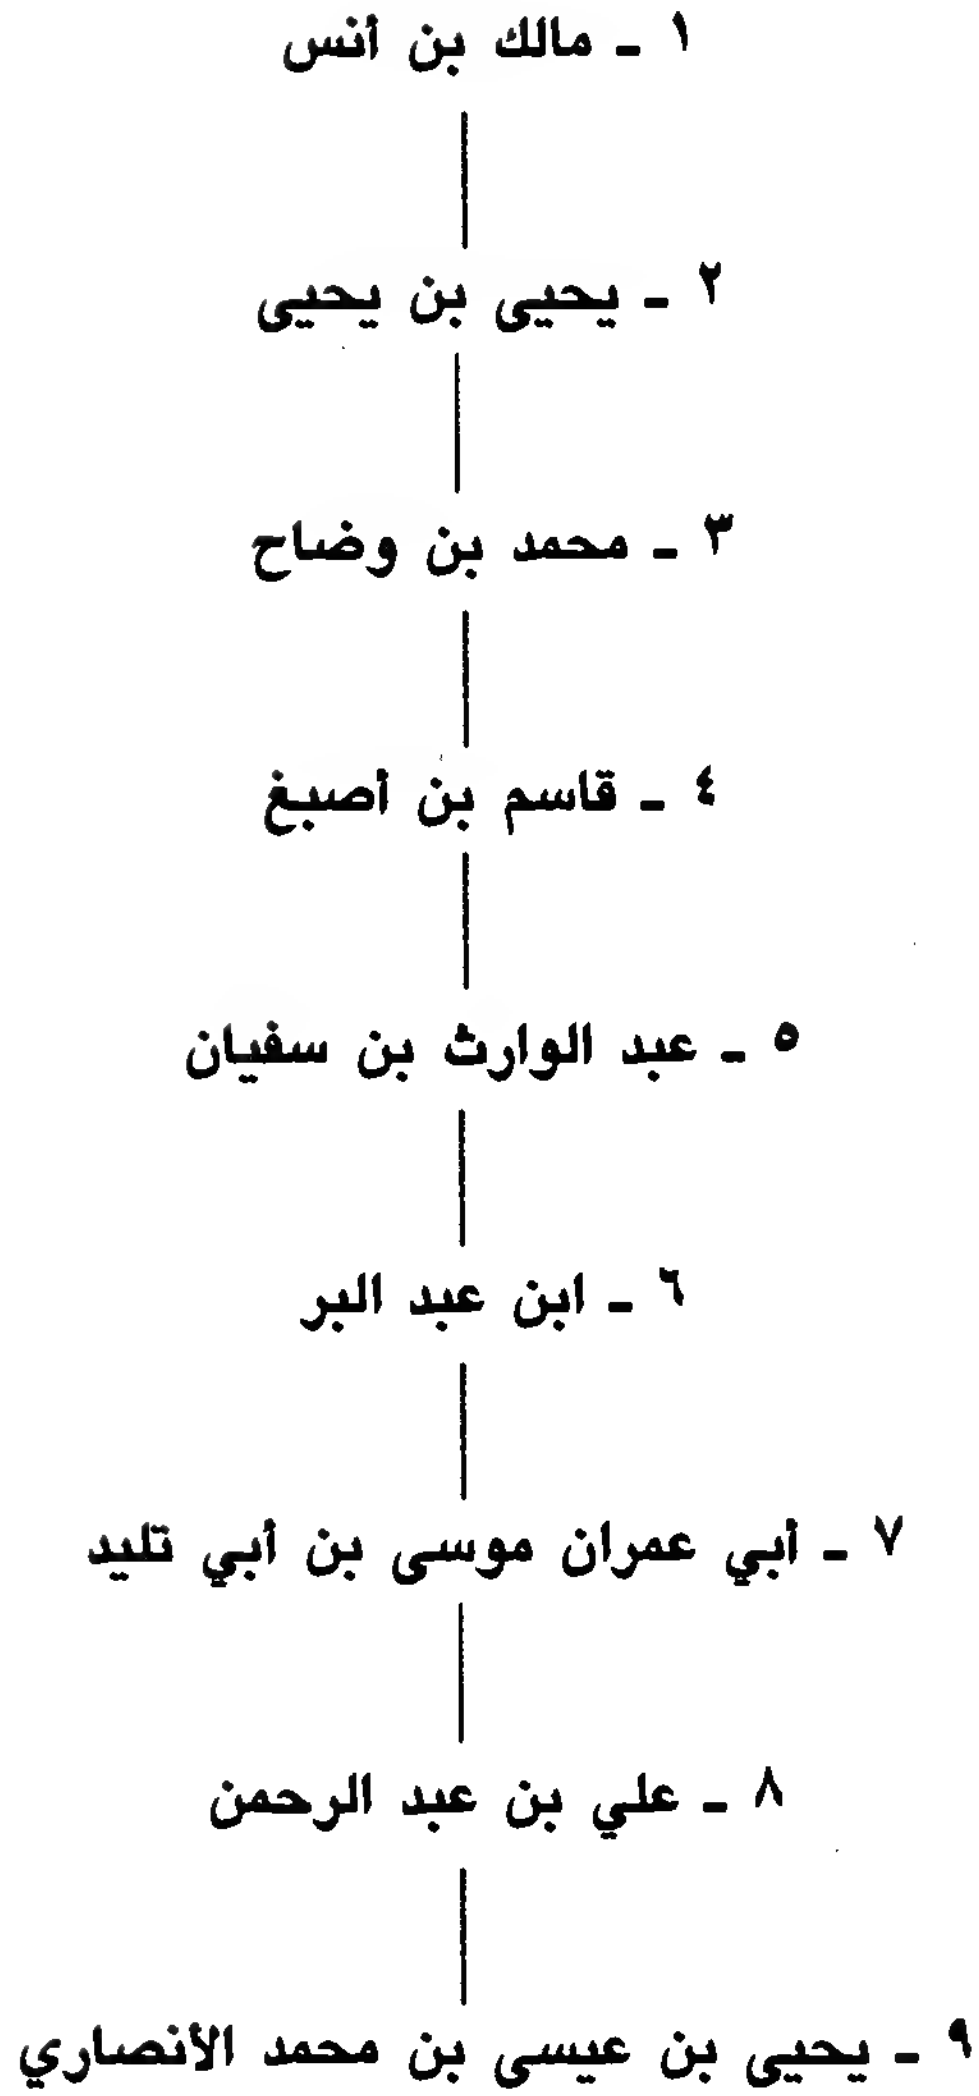 ١ - مالك بن أنس
٢ - يحيى بن يحيى
٣ - محمد بن وضاح
٤ - قاسم بن أصبغ
٥ - عبد الوارث بن سفيان
٦ - ابن عبد البر
٧ - أبي عمران موسى بن أبي تليد
٨ - علي بن عبد الرحمن
٩ - يحيى بن عيسى بن محمد الأنصاري